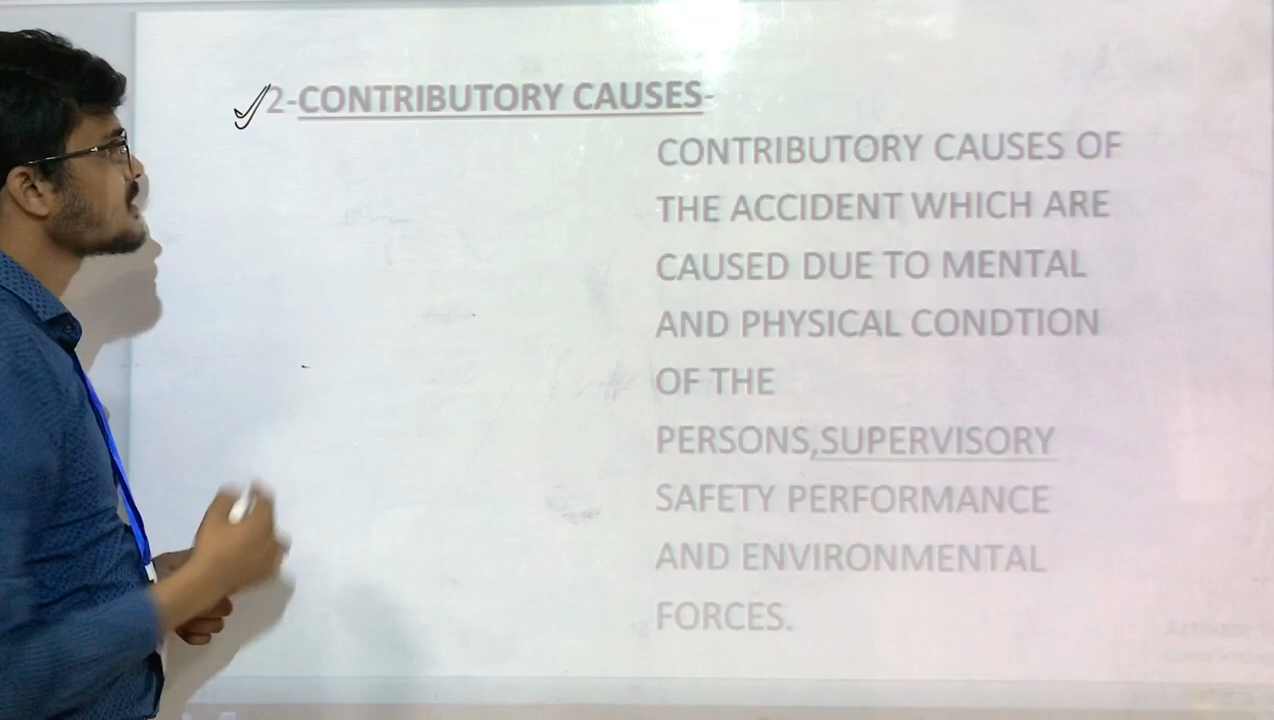 2-CONTRIBUTORY CAUSES-
CONTRIBUTORY CAUSES OF
THE ACCIDENT WHICH ARE
CAUSED DUE TO MENTAL
AND PHYSICAL CONDTION
OF THE
PERSONS,SUPERVISORY
SAFETY PERFORMANCE
AND ENVIRONMENTAL
FORCES.
Activate